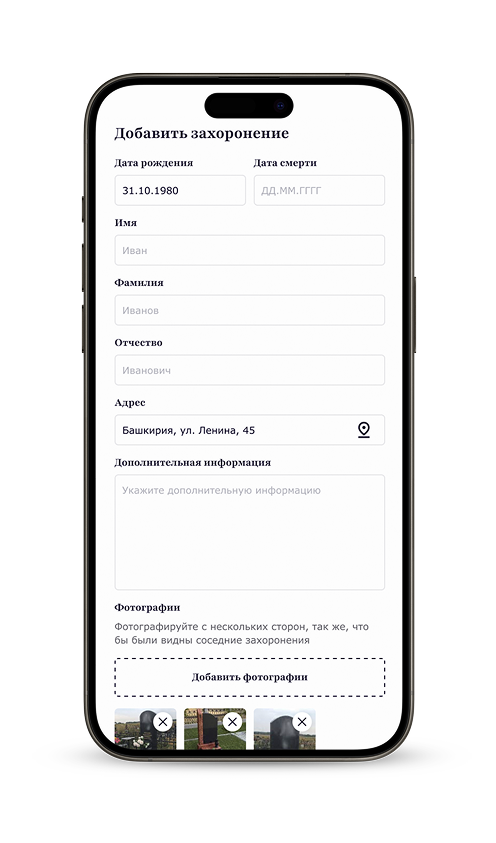 Добавить захоронение
Дата рождения
Дата смерти
31.10.1980
ДД.ММ.ГГГГ
Имя
Иван
Фамилия
Иванов
Отчество
Иванович
Адрес
Башкирия, ул. Ленина, 45
Дополнительная информация
Укажите дополнительную информацию
Фотографии
Фотографируйте с нескольких сторон, так же, что
бы были видны соседние захоронения
Добавить фотографии